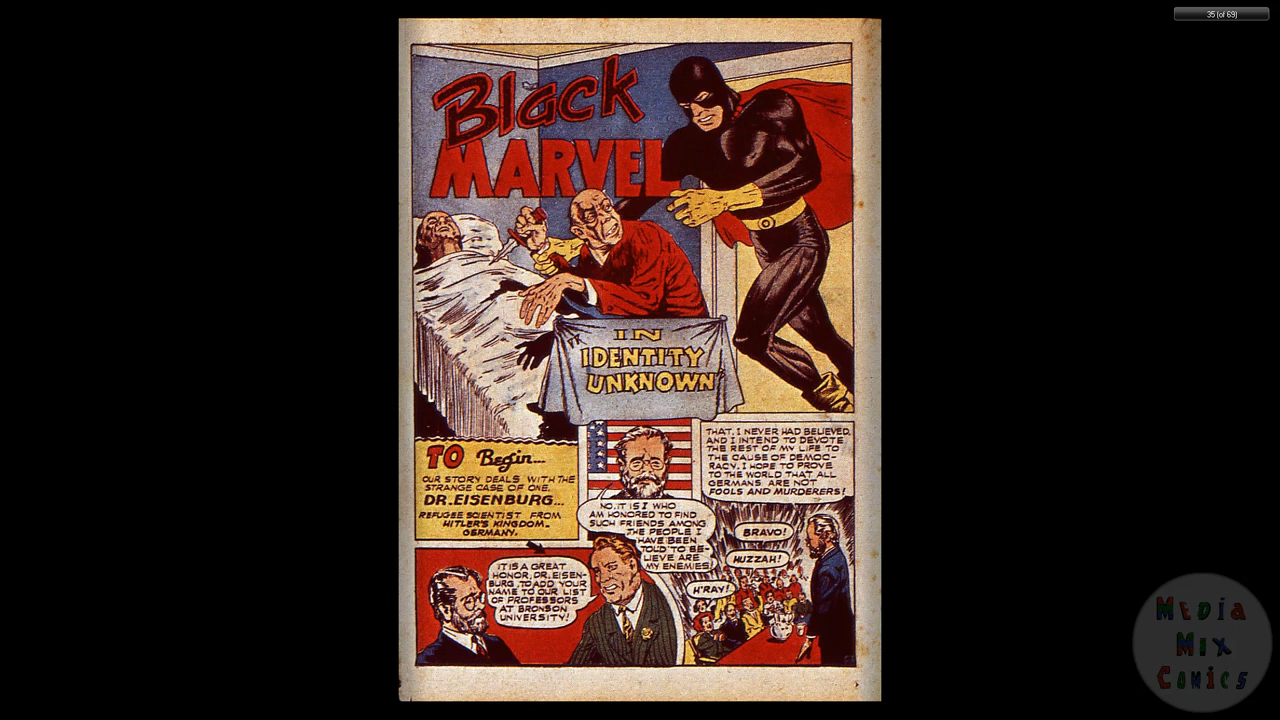 35 (of 69)
Black
MARVEL
"IN
IDENTITY
UNKNOWN"
TO Begin...
OUR STORY DEALS WITH THE
STRANGE CASE OF ONE,
DR. EISENBURG...
REFUGEE SCIENTIST FROM
HITLER'S KINGDOM-
GERMANY.
IT IS A GREAT
HONOR, DR. EISEN-
BURG, TO ADD YOUR
NAME TO OUR LIST
OF PROFESSORS
AT BRONSON
UNIVERSITY!
NO, IT IS I WHO
AM HONORED TO FIND
SUCH FRIENDS AMONG
THE PEOPLE I
HAVE BEEN
TOLD TO BE-
LIEVE ARE
MY ENEMIES!
THAT, I NEVER HAD BELIEVED,
AND I INTEND TO DEVOTE
THE REST OF MY LIFE TO
THE CAUSE OF DEMOC-
RACY. I HOPE TO PROVE
TO THE WORLD THAT ALL
GERMANS ARE NOT
FOOLS AND MURDERERS!
BRAVO!
HUZZAH!
H'RAY!
MEDIA
MIX
COMICS